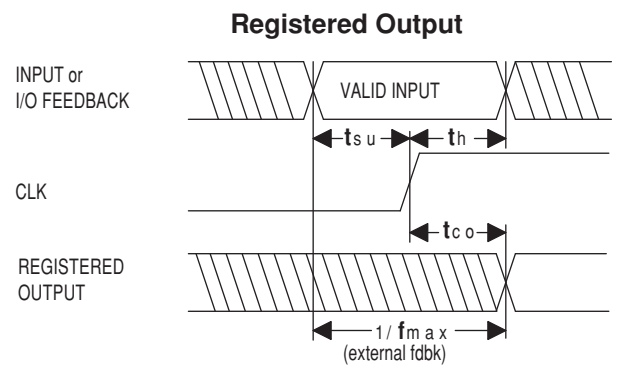 Registered Output
INPUT or
I/O FEEDBACK
VALID INPUT
tsu
th
CLK
tco
REGISTERED
OUTPUT
1/fmax
(external fdbk)